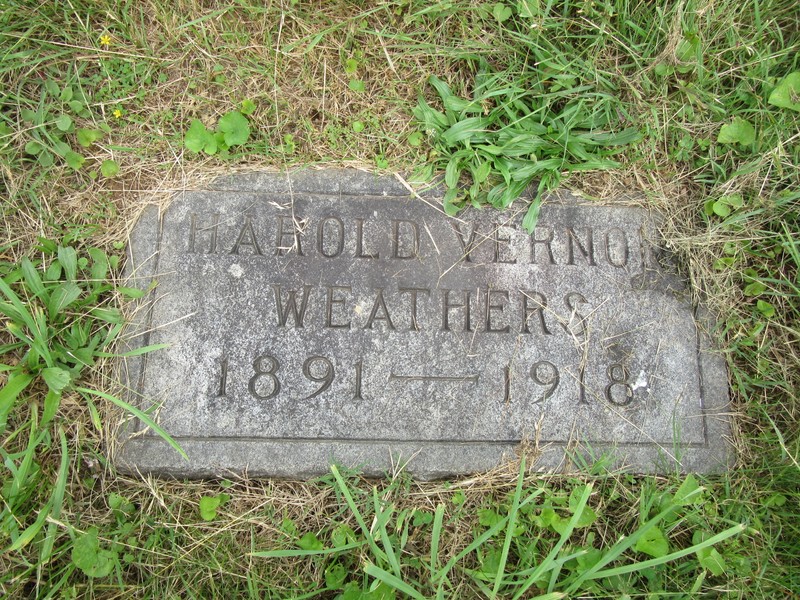 HAROLD VERNON
WEATHERS
1891 — 1918